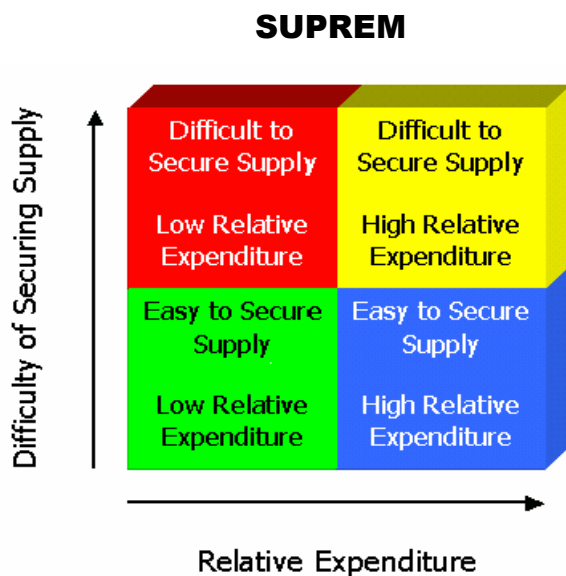 SUPREM
Difficulty of Securing Supply
Difficult to
Secure Supply
Low Relative
Expenditure
Difficult to
Secure Supply
High Relative
Expenditure
Easy to Secure
Supply
Low Relative
Expenditure
Easy to Secure
Supply
High Relative
Expenditure
Relative Expenditure